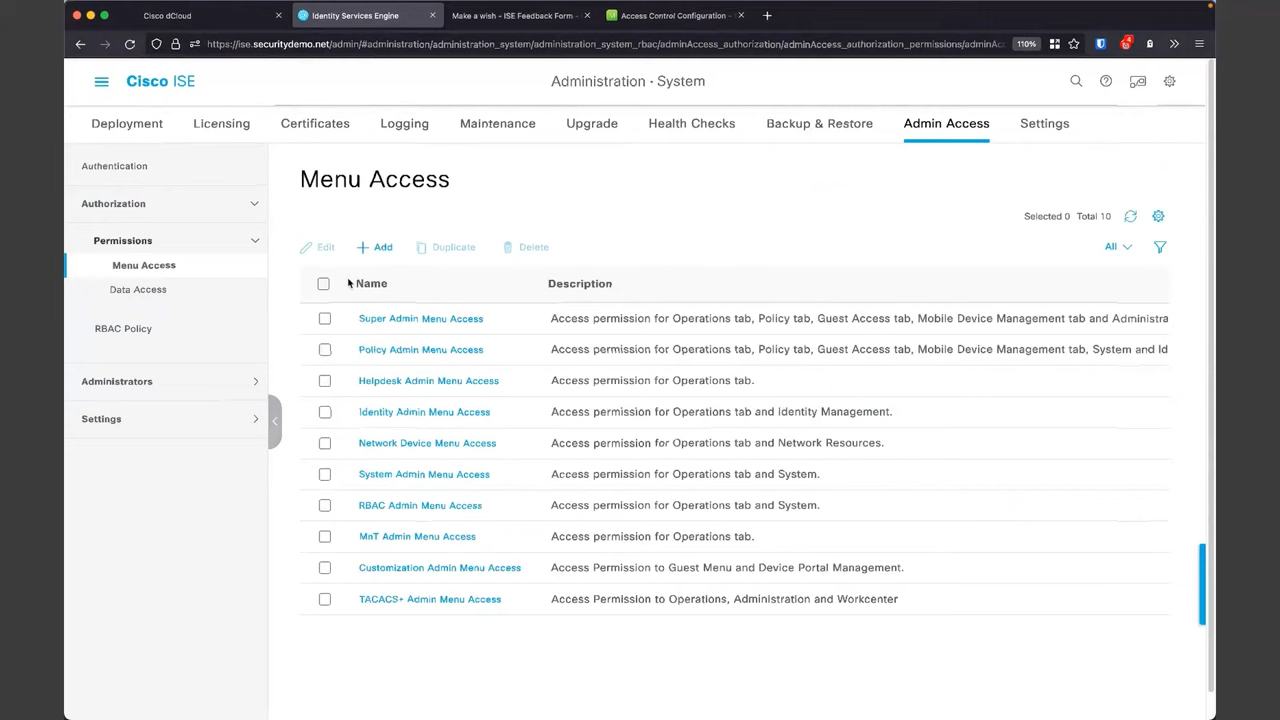 Cisco dCloud
Identity Services Engine
Make a wish - ISE Feedback Form -
Access Control Configuration -
https://ise.securitydemo.net/admin/#administration/administration_system/administration_system_rbac/adminAccess_authorization/adminAccess_authorization_permissions/adminAcc
110%
4
Cisco ISE
Administration · System
Deployment
Licensing
Certificates
Logging
Maintenance
Upgrade
Health Checks
Backup & Restore
Admin Access
Settings
Authentication
Authorization
Permissions
Menu Access
Data Access
RBAC Policy
Administrators
Settings
Menu Access
Selected 0 Total 10
Edit
Add
Duplicate
Delete
All
Name Description
Super Admin Menu Access Access permission for Operations tab, Policy tab, Guest Access tab, Mobile Device Management tab and Administra
Policy Admin Menu Access Access permission for Operations tab, Policy tab, Guest Access tab, Mobile Device Management tab, System and Id
Helpdesk Admin Menu Access Access permission for Operations tab.
Identity Admin Menu Access Access permission for Operations tab and Identity Management.
Network Device Menu Access Access permission for Operations tab and Network Resources.
System Admin Menu Access Access permission for Operations tab and System.
RBAC Admin Menu Access Access permission for Operations tab and System.
MnT Admin Menu Access Access permission for Operations tab.
Customization Admin Menu Access Access Permission to Guest Menu and Device Portal Management.
TACACS+ Admin Menu Access Access Permission to Operations, Administration and Workcenter